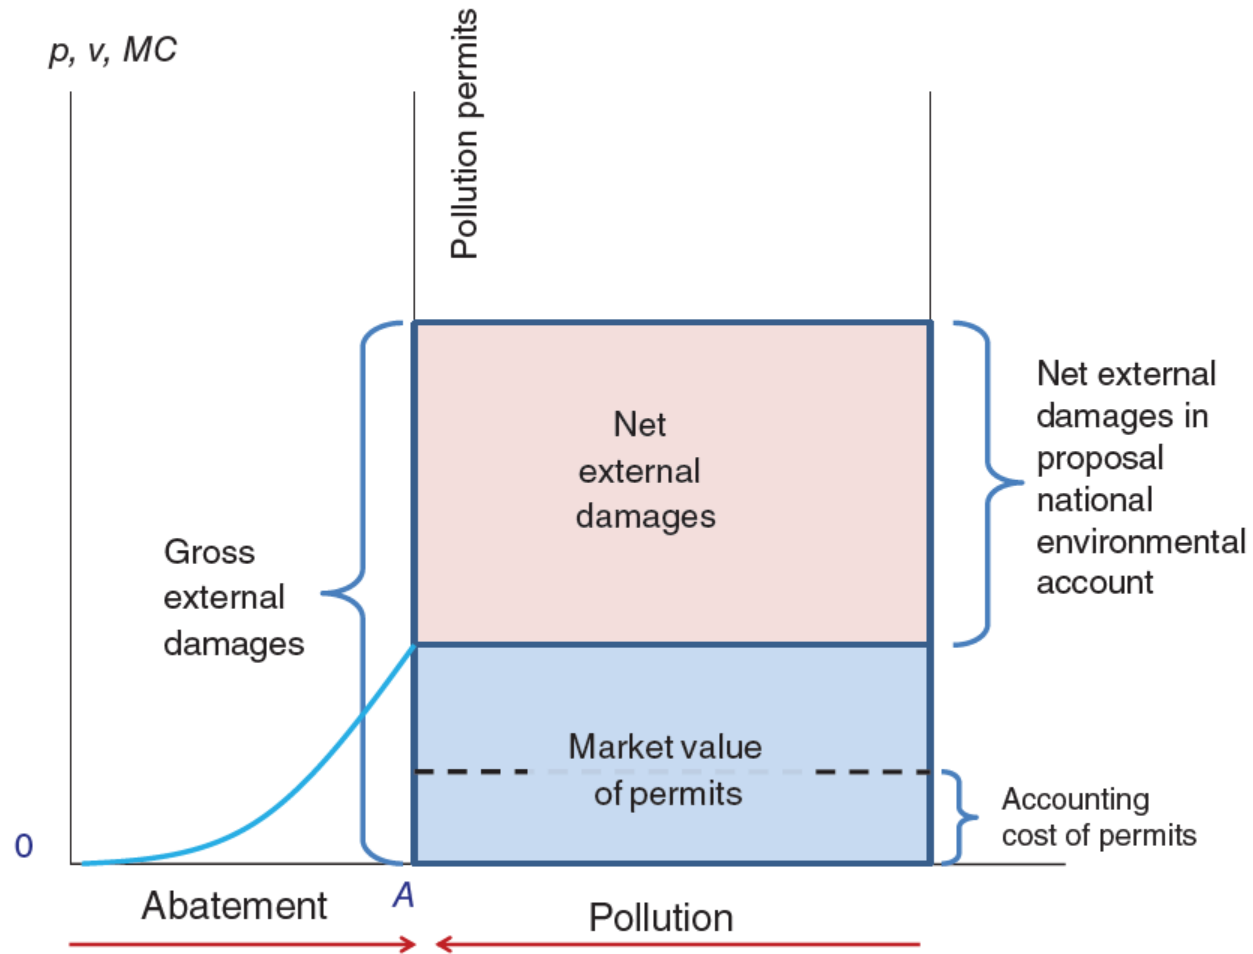 p, v, MC
Pollution permits
Net
external
damages
Net external
damages in
proposal
national
environmental
account
Gross
external
damages
Market value
of permits
Accounting
cost of permits
0
A
Abatement
Pollution